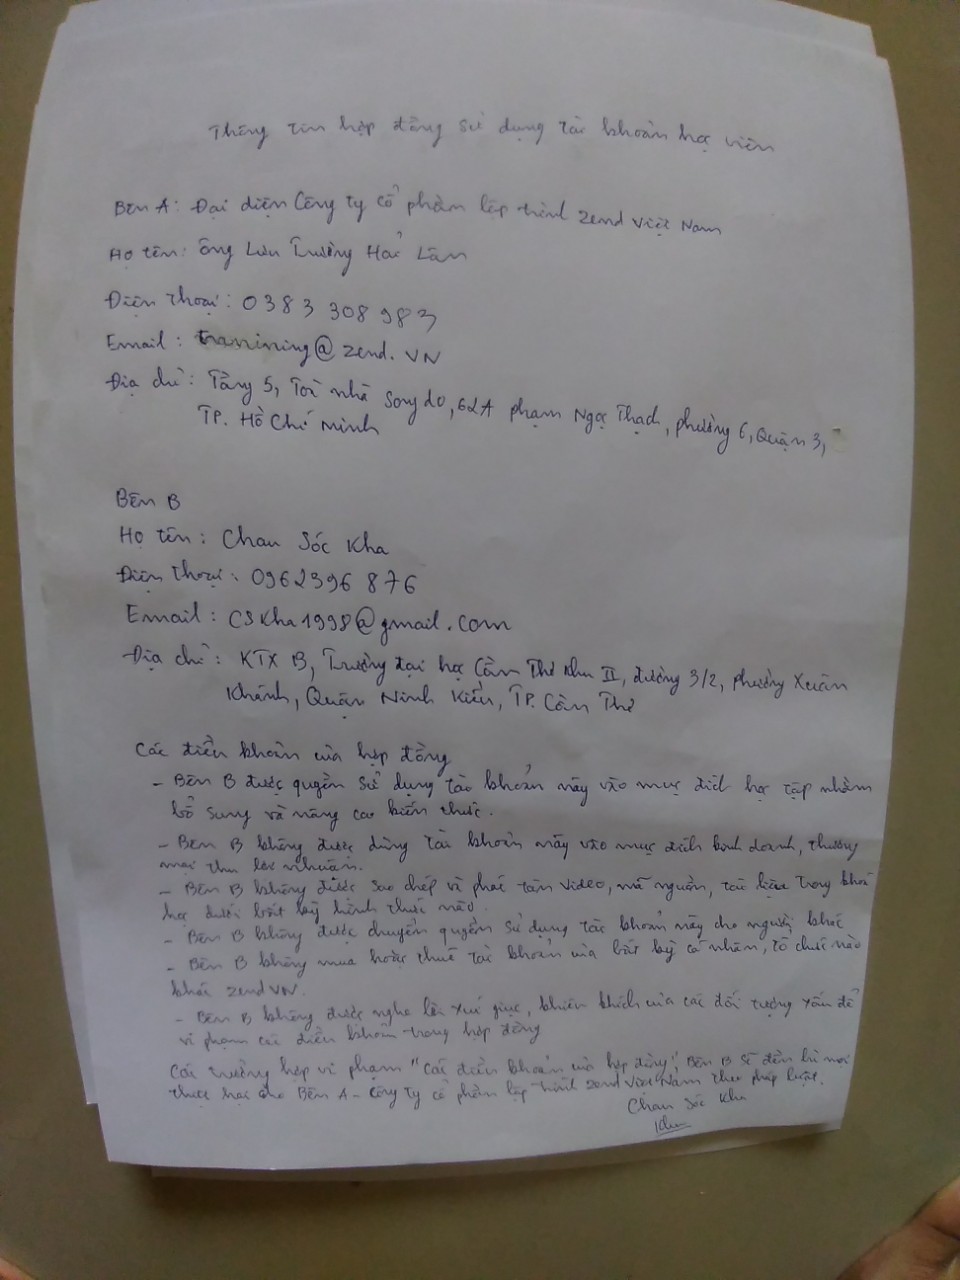 Thông tin hợp đồng sử dụng tài khoản học viên
Bên A: Đại diện Công ty cổ phần lập trình Zend Việt Nam
Họ tên: Ông Lưu Trường Hải Lân
Điện thoại: 0383 308 983
Email: tranining@zend.VN
Địa chỉ: Tầng 5, Toà nhà Songdo, 62A phạm Ngọc Thạch, phường 6, Quận 3,
TP. Hồ Chí Minh
Bên B
Họ tên: Chau Sóc Kha
Điện thoại: 0962396 876
Email: CSKha1998@gmail.com
Địa chỉ: KTX B, Trường đại học Cần Thơ khu II, đường 3/2, phường Xuân
Khánh, Quận Ninh Kiều, TP. Cần Thơ
Các điều khoản của hợp đồng
- Bên B được quyền sử dụng tài khoản này vào mục đích học tập nhằm
bổ sung và nâng cao kiến thức.
- Bên B không được dùng tài khoản này vào mục đích kinh doanh, thương
mại thu lợi nhuận.
- Bên B không được sao chép và phát tán video, mã nguồn, tài liệu trong khoá
học dưới bất kỳ hình thức nào.
- Bên B không được chuyển quyền sử dụng tài khoản này cho người khác
- Bên B không mua hoặc thuê tài khoản của bất kỳ cá nhân, tổ chức nào
khác zend VN.
- Bên B không được nghe lời xúi giục, khiên khích của các đối tượng xấu để
vi phạm các điều khoản trong hợp đồng
Các trường hợp vi phạm "Các điều khoản của hợp đồng", Bên B sẽ đền bù mọi
thiệt hại cho Bên A - Công ty cổ phần lập trình Zend Việt Nam theo pháp luật.
Chau Sóc Kha
Kha